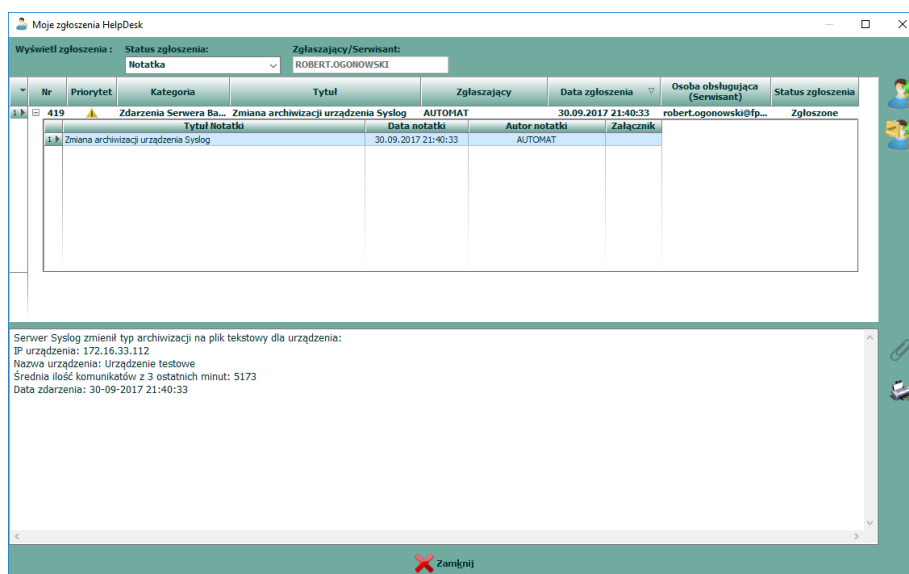 Moje zgłoszenia HelpDesk
Wyświetl zgłoszenia : Status zgłoszenia: Zgłaszający/Serwisant:
Notatka ROBERT.OGONOWSKI
Nr Priorytet Kategoria Tytuł Zgłaszający Data zgłoszenia Osoba obsługująca (Serwisant) Status zgłoszenia
1 419 Zdarzenia Serwera Ba... Zmiana archiwizacji urządzenia Syslog AUTOMAT 30.09.2017 21:40:33 robert.ogonowski@fp... Zgłoszone
Tytuł Notatki Data notatki Autor notatki Załącznik
1 Zmiana archiwizacji urządzenia Syslog 30.09.2017 21:40:33 AUTOMAT
Serwer Syslog zmienił typ archiwizacji na plik tekstowy dla urządzenia:
IP urządzenia: 172.16.33.112
Nazwa urządzenia: Urządzenie testowe
Średnia ilość komunikatów z 3 ostatnich minut: 5173
Data zdarzenia: 30-09-2017 21:40:33
Zamknij